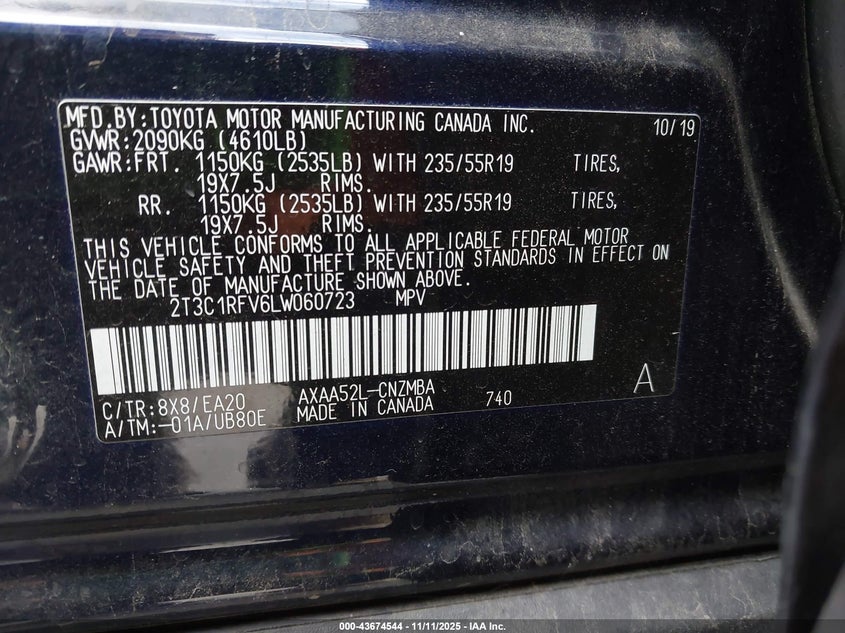 MFD.BY:TOYOTA MOTOR MANUFACTURING CANADA INC. 10/19
GVWR:2090KG (4610LB)
GAWR:FRT. 1150KG (2535LB) WITH 235/55R19 TIRES,
19X7.5J RIMS.
RR. 1150KG (2535LB) WITH 235/55R19 TIRES,
19X7.5J RIMS.
THIS VEHICLE CONFORMS TO ALL APPLICABLE FEDERAL MOTOR
VEHICLE SAFETY AND THEFT PREVENTION STANDARDS IN EFFECT ON
THE DATE OF MANUFACTURE SHOWN ABOVE.
2T3C1RFV6LW060723 MPV
C/TR:8X8/EA20 AXAA52L-CNZMBA 740 A
A/TM:-01A/UB80E MADE IN CANADA
000-43674544 - 11/11/2025 - IAA Inc.